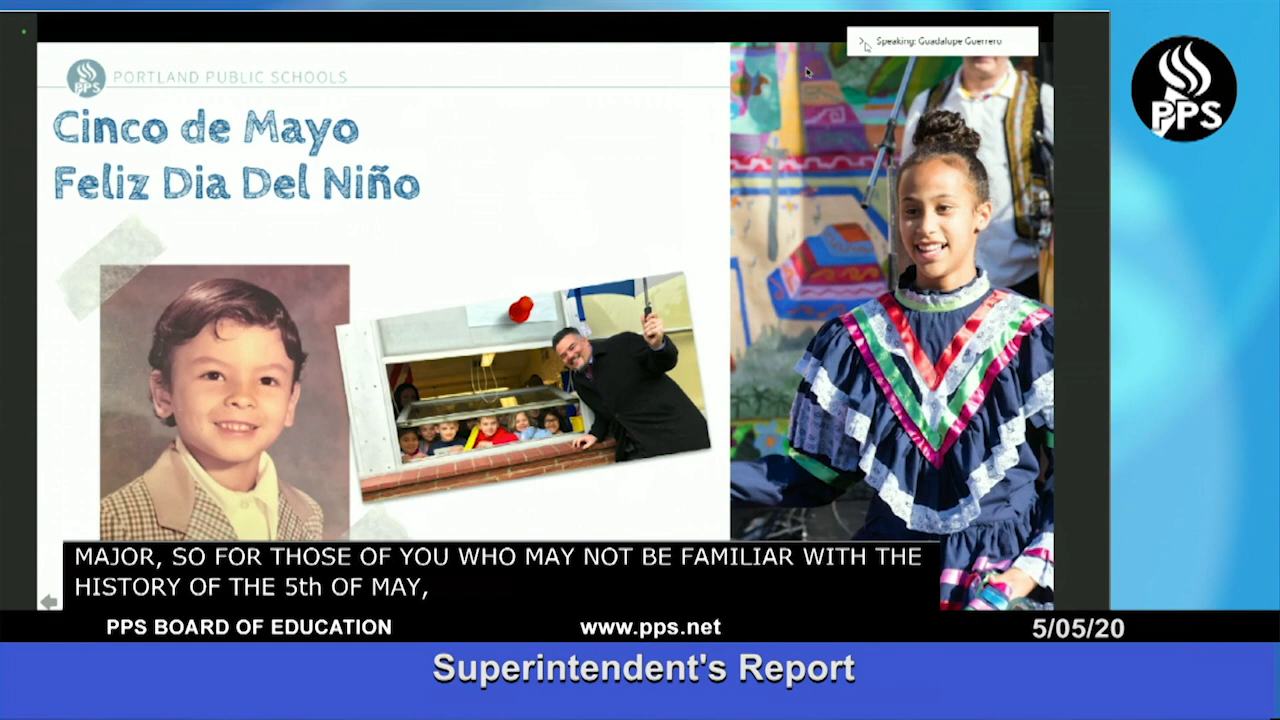 Speaking: Guadalupe Guerrero
PPS
PORTLAND PUBLIC SCHOOLS
PPS
Cinco de Mayo
Feliz Dia Del Niño
MAJOR, SO FOR THOSE OF YOU WHO MAY NOT BE FAMILIAR WITH THE
HISTORY OF THE 5th OF MAY,
PPS BOARD OF EDUCATION
www.pps.net
5/05/20
Superintendent's Report